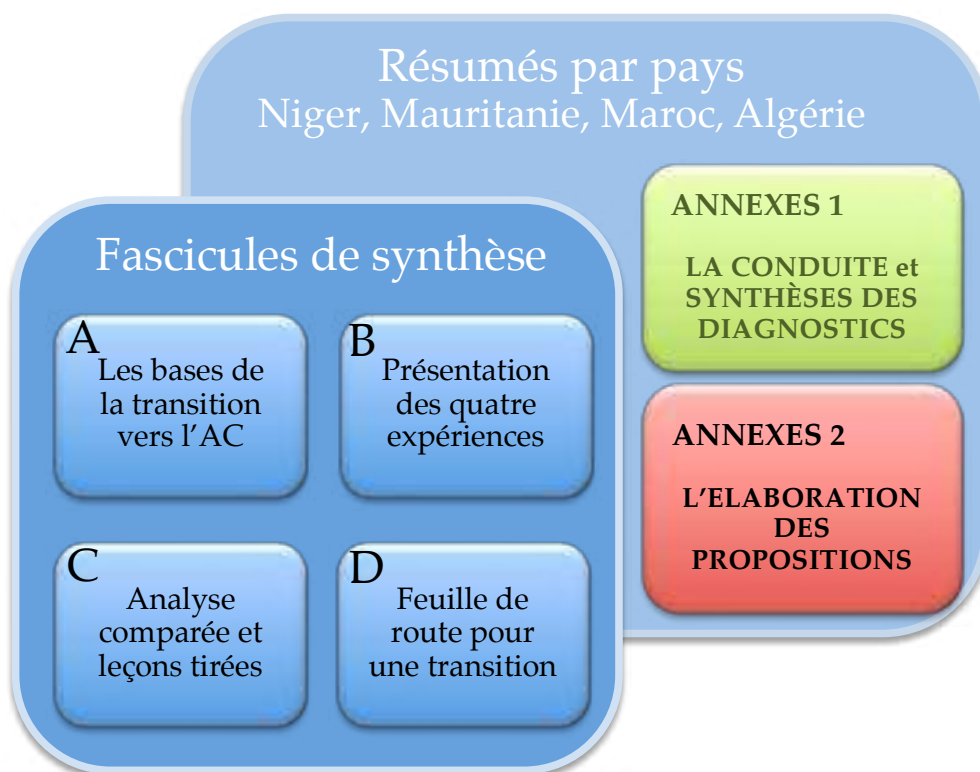 Résumés par pays
Niger, Mauritanie, Maroc, Algérie
ANNEXES 1
LA CONDUITE et
SYNTHÈSES DES
DIAGNOSTICS
ANNEXES 2
L’ELABORATION
DES
PROPOSITIONS
Fascicules de synthèse
A
Les bases de
la transition
vers l’AC
B
Présentation
des quatre
expériences
C
Analyse
comparée et
leçons tirées
D
Feuille de
route pour
une transition